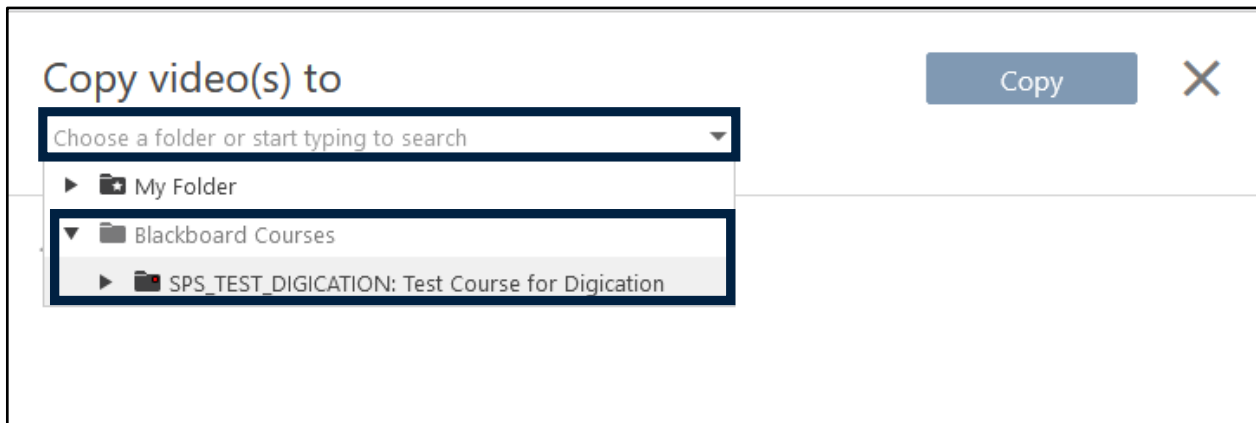 Copy video(s) to
Copy
Choose a folder or start typing to search
My Folder
Blackboard Courses
SPS_TEST_DIGICATION: Test Course for Digication